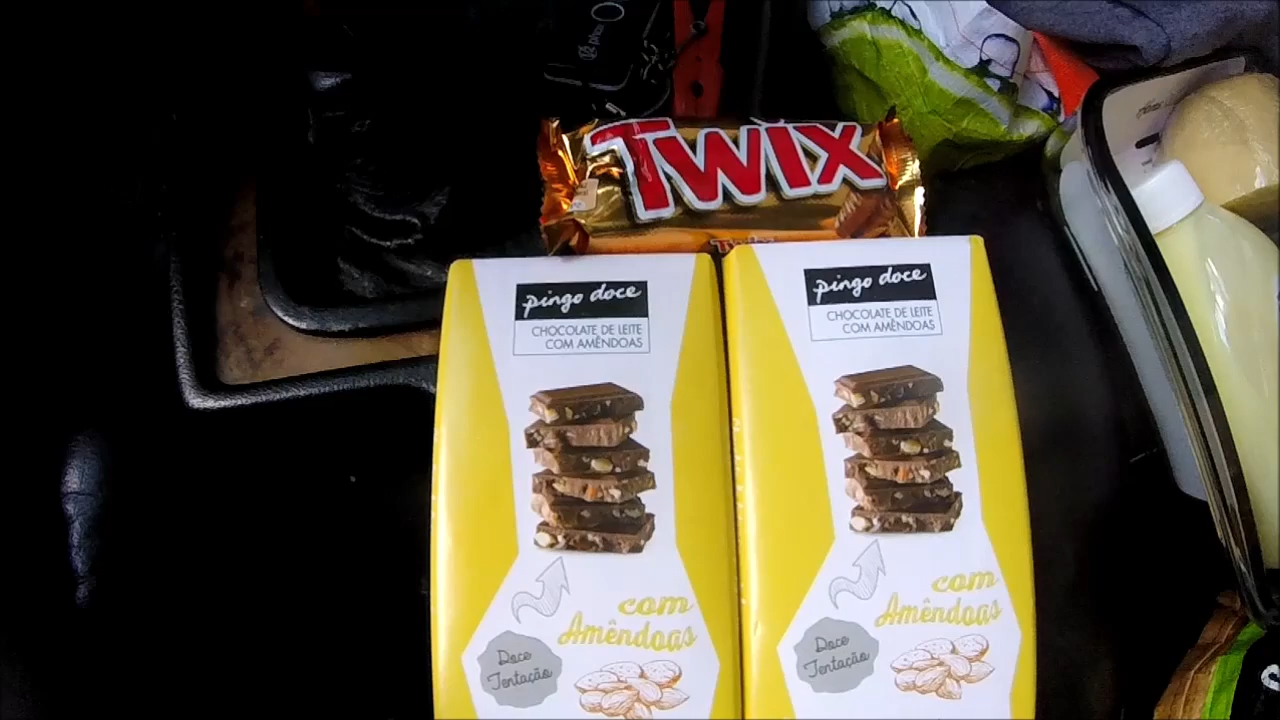 TWIX
Twix
pingo doce
CHOCOLATE DE LEITE
COM AMÊNDOAS
com
Amêndoas
Doce
Tentação
pingo doce
CHOCOLATE DE LEITE
COM AMÊNDOAS
com
Amêndoas
Doce
Tentação